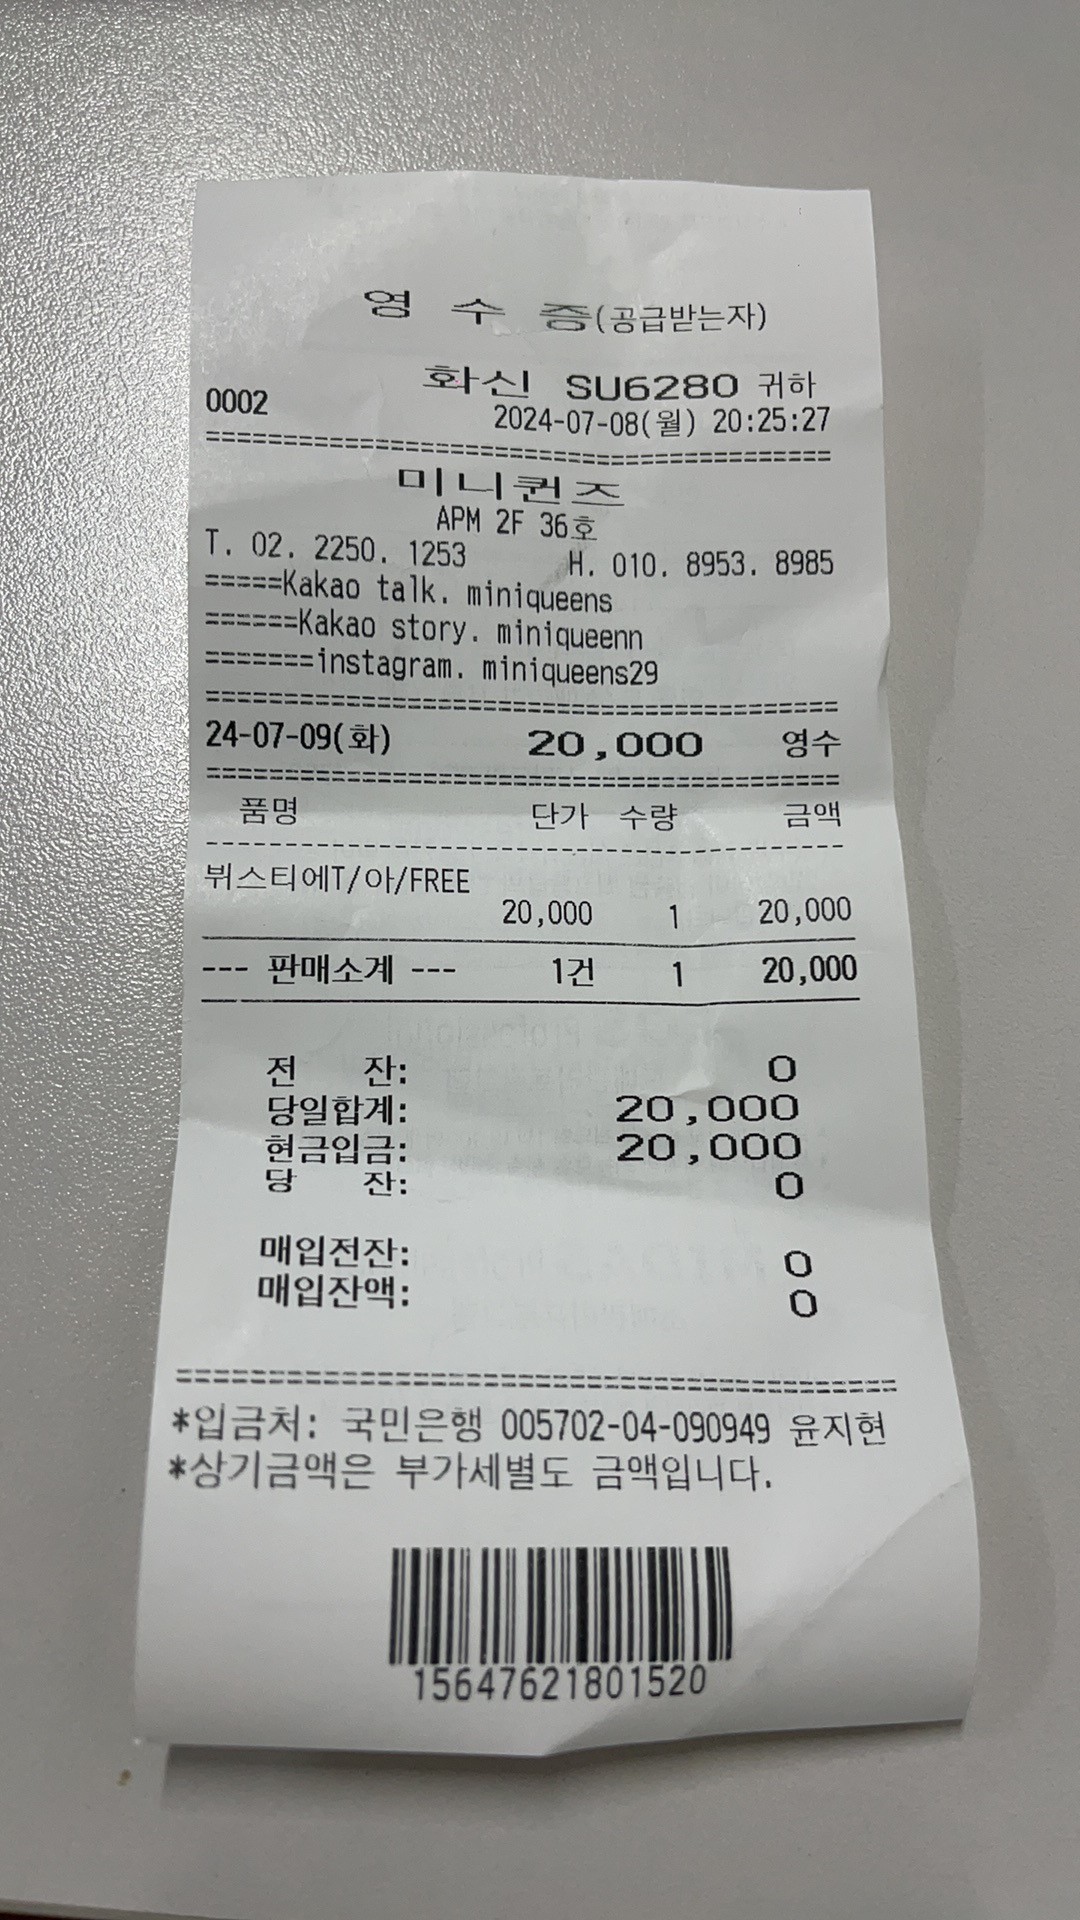 영 수 증(공급받는자)
화신 SU6280 귀하
0002
2024-07-08(월) 20:25:27
=========================================
미니퀸즈
APM 2F 36호
T. 02. 2250. 1253 H. 010. 8953. 8985
=====Kakao talk. miniqueens
======Kakao story. miniqueenn
=======instagram. miniqueens29
=========================================
24-07-09(화) 20,000 영수
=========================================
품명 단가 수량 금액
-----------------------------------------
뷔스티에T/아/FREE
20,000 1 20,000
--- 판매소계 --- 1건 1 20,000
전 잔: 0
당일합계: 20,000
현금입금: 20,000
당 잔: 0
매입전잔: 0
매입잔액: 0
=========================================
*입금처: 국민은행 005702-04-090949 윤지현
*상기금액은 부가세별도 금액입니다.
15647621801520